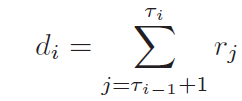 d_i = \sum_{j=\tau_{i-1}+1}^{\tau_i} r_j